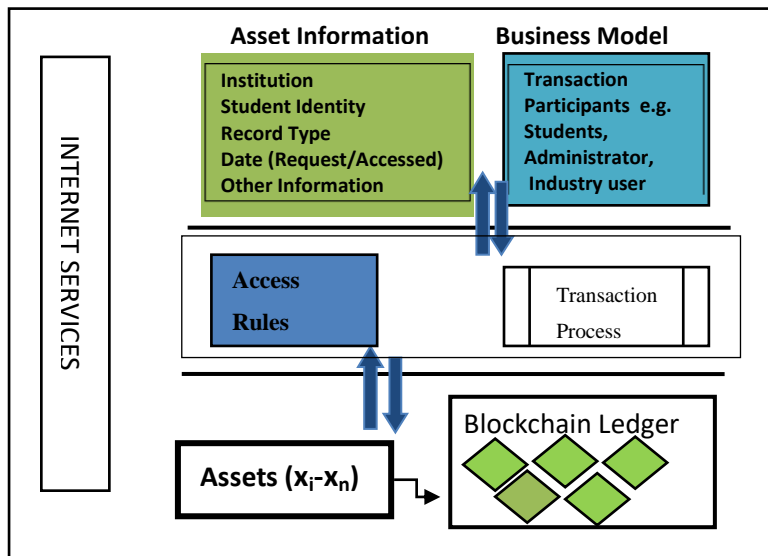 INTERNET SERVICES
Asset Information
Business Model
Institution
Student Identity
Record Type
Date (Request/Accessed)
Other Information
Transaction
Participants e.g.
Students,
Administrator,
Industry user
Access
Rules
Transaction
Process
Assets (xi-xn)
Blockchain Ledger